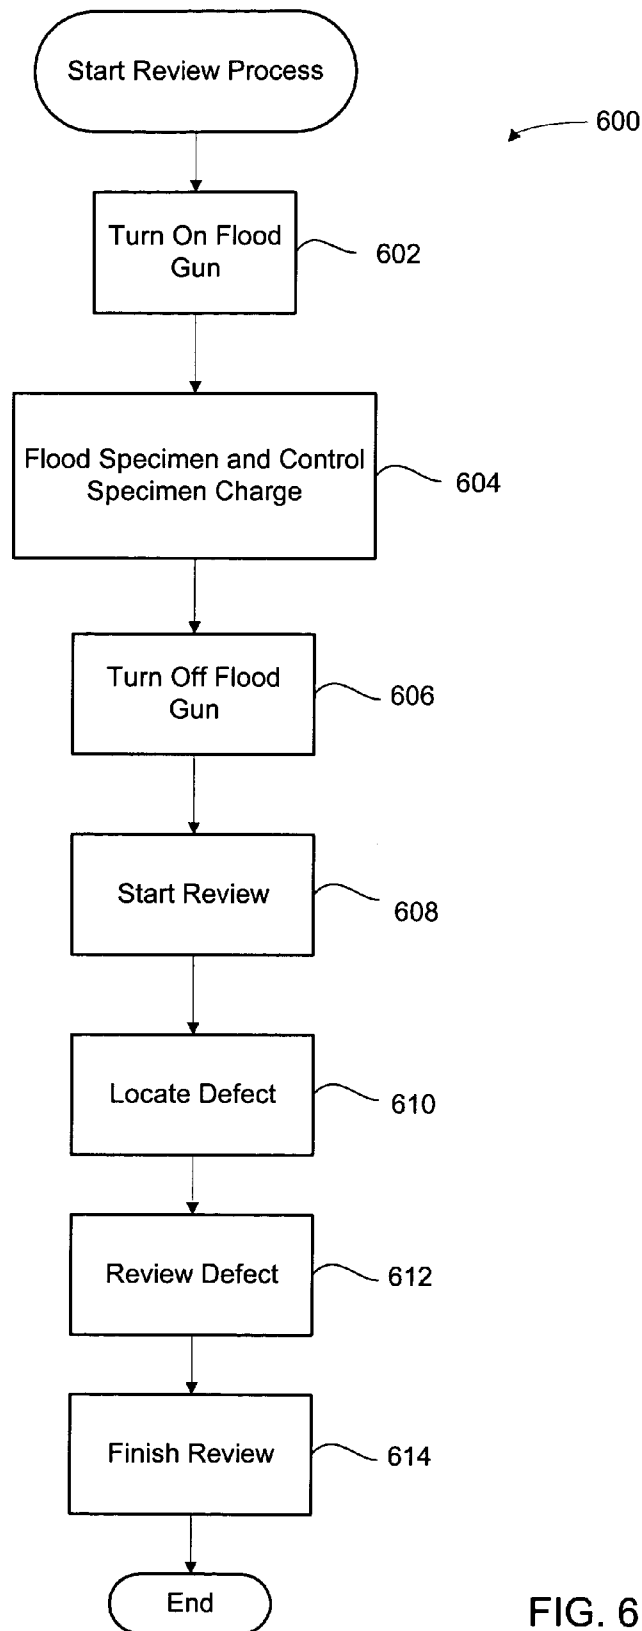 Start Review Process
600
Turn On Flood
Gun
602
Flood Specimen and Control
Specimen Charge
604
Turn Off Flood
Gun
606
Start Review
608
Locate Defect
610
Review Defect
612
Finish Review
614
End
FIG. 6